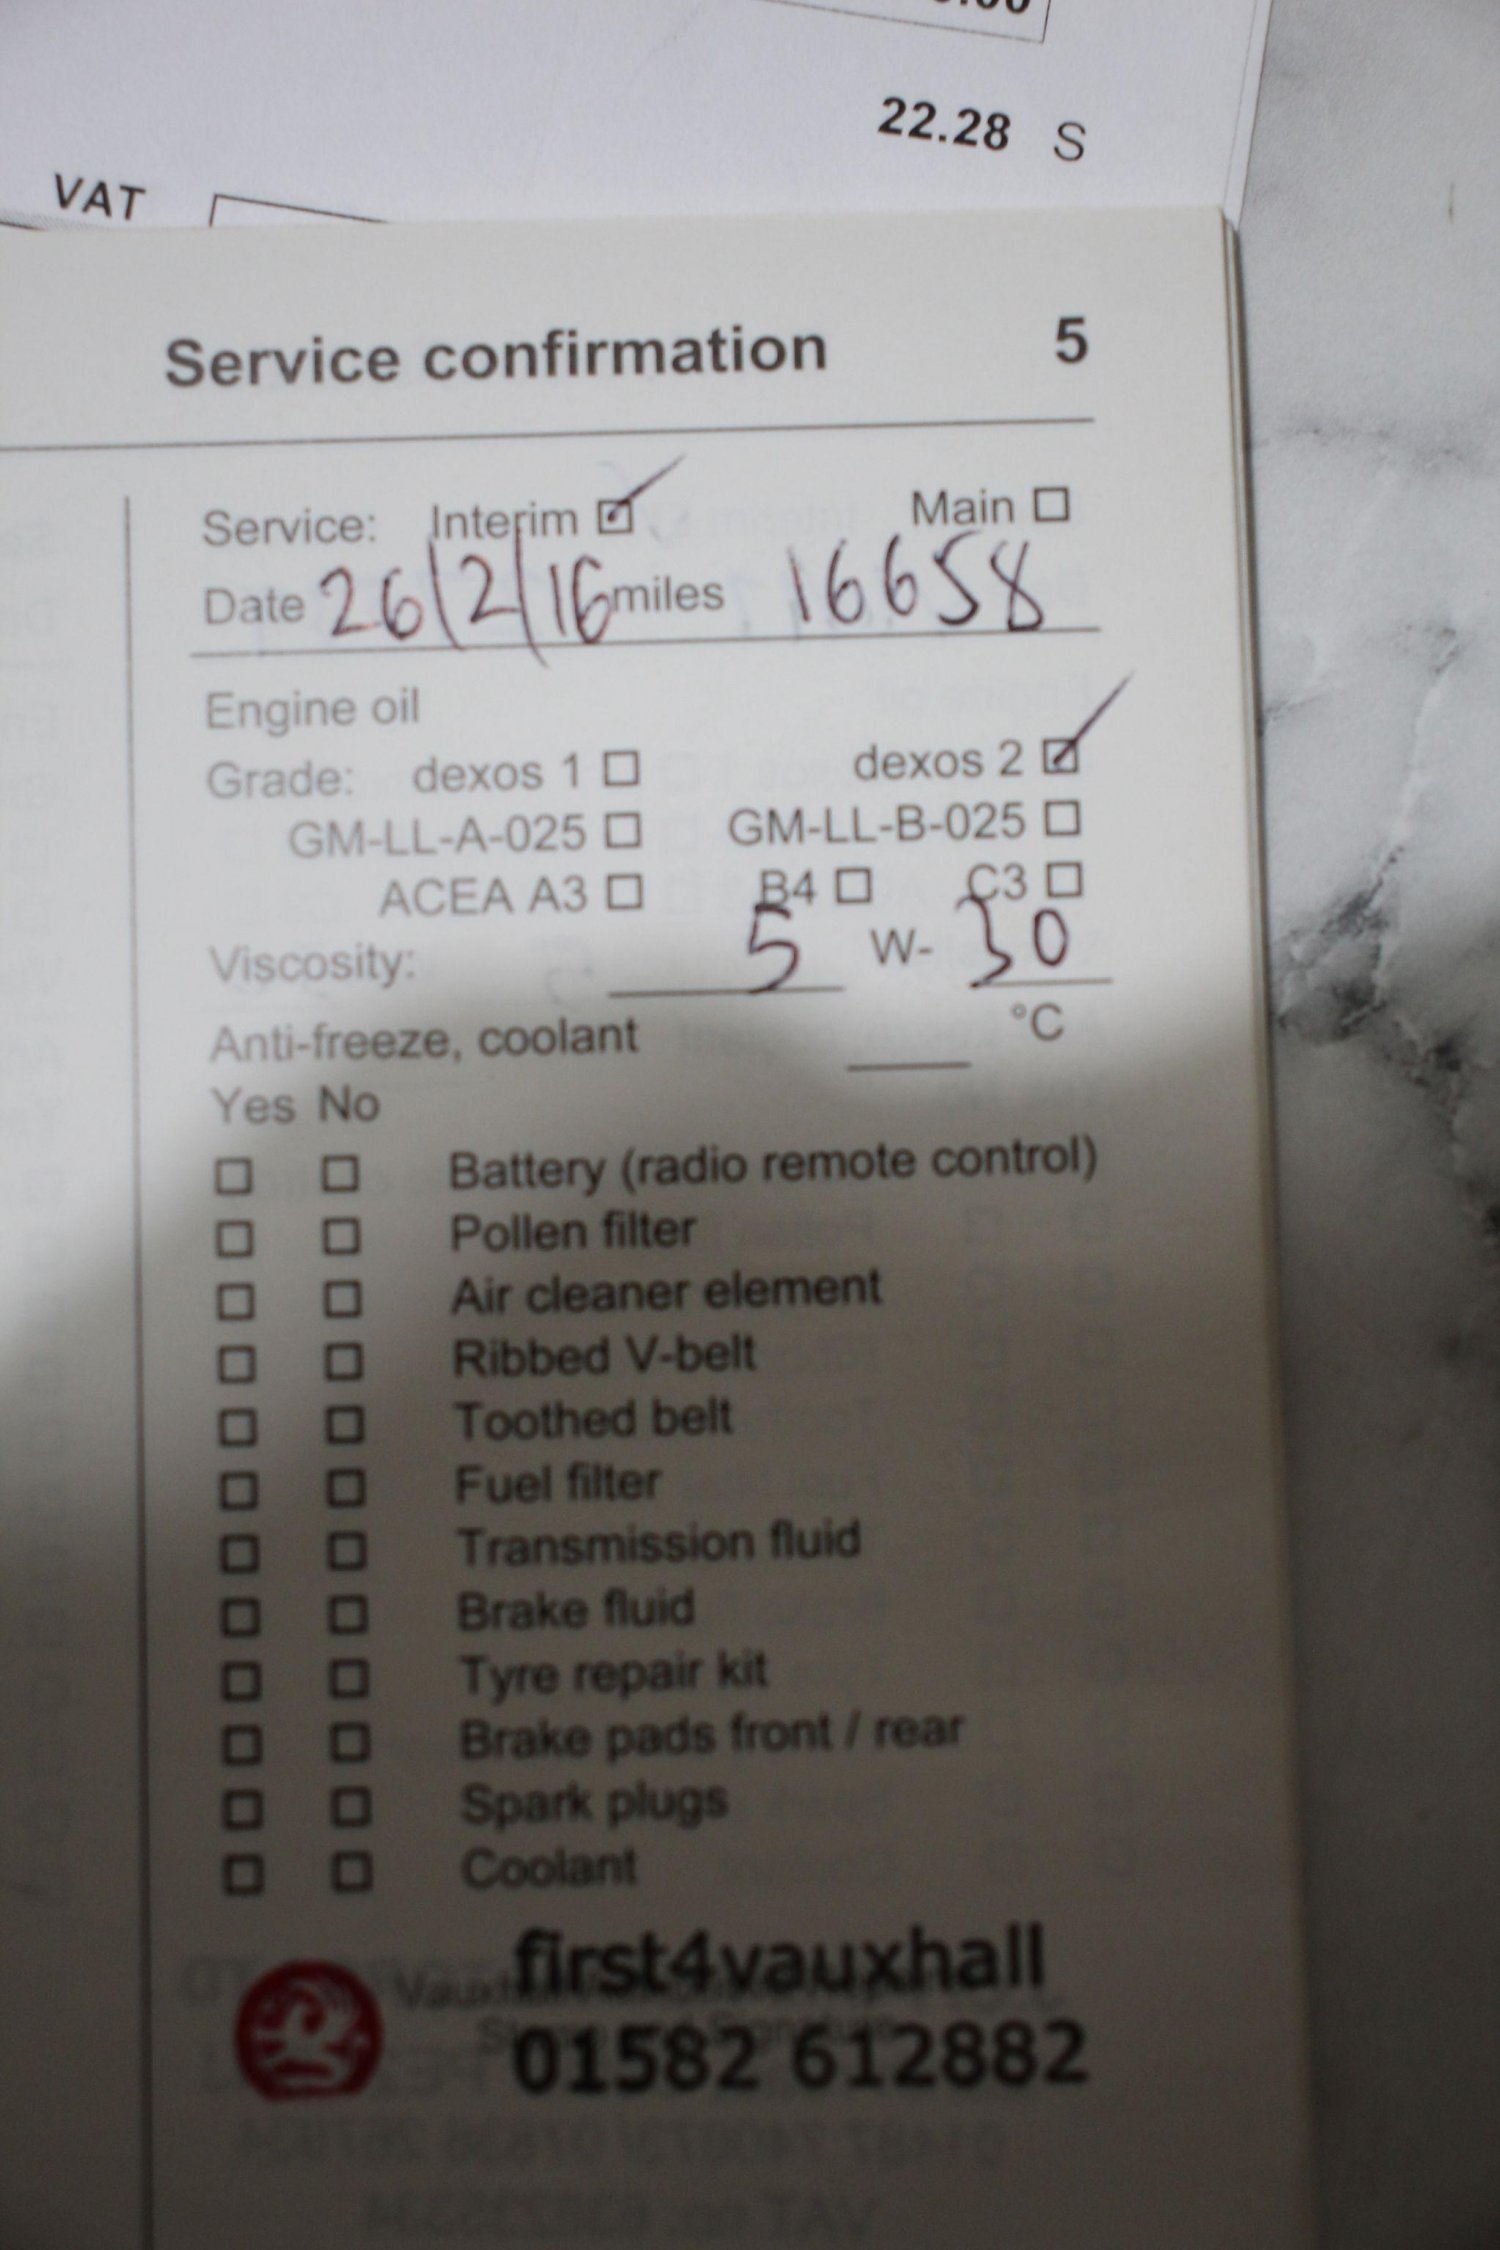 22.28 S
VAT
Service confirmation 5
Service: Interim ☑ Main ☐
Date 26/2/16 miles 16658
Engine oil
Grade: dexos 1 ☐ dexos 2 ☑
GM-LL-A-025 ☐ GM-LL-B-025 ☐
ACEA A3 ☐ B4 ☐ C3 ☐
Viscosity: 5 W- 30
Anti-freeze, coolant ____ °C
Yes No
☐ ☐ Battery (radio remote control)
☐ ☐ Pollen filter
☐ ☐ Air cleaner element
☐ ☐ Ribbed V-belt
☐ ☐ Toothed belt
☐ ☐ Fuel filter
☐ ☐ Transmission fluid
☐ ☐ Brake fluid
☐ ☐ Tyre repair kit
☐ ☐ Brake pads front / rear
☐ ☐ Spark plugs
☐ ☐ Coolant
first4vauxhall
01582 612882